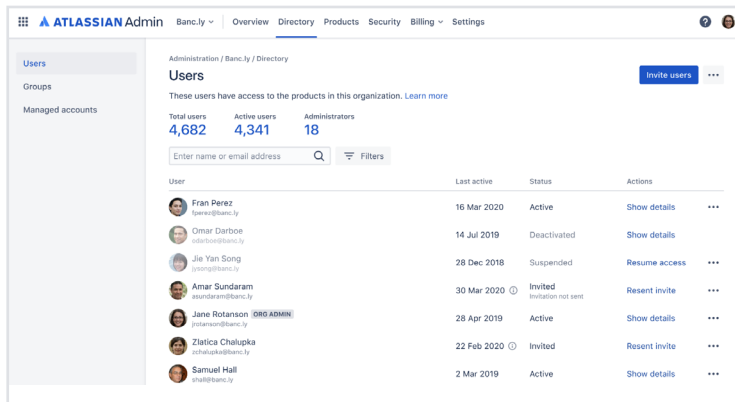 ATLASSIAN Admin Banc.ly Overview Directory Products Security Billing Settings
Users
Groups
Managed accounts
Administration / Banc.ly / Directory
Users
Invite users
These users have access to the products in this organization. Learn more
Total users Active users Administrators
4,682 4,341 18
Enter name or email address Filters
User Last active Status Actions
Fran Perez
fperez@banc.ly
16 Mar 2020 Active Show details
Omar Darboe
odarboe@banc.ly
14 Jul 2019 Deactivated Show details
Jie Yan Song
jysong@banc.ly
28 Dec 2018 Suspended Resume access
Amar Sundaram
asundaram@banc.ly
30 Mar 2020 Invited Resent invite
Invitation not sent
Jane Rotanson ORG ADMIN
jrotanson@banc.ly
28 Apr 2019 Active Show details
Zlatica Chalupka
zchalupka@banc.ly
22 Feb 2020 Invited Resent invite
Samuel Hall
shall@banc.ly
2 Mar 2019 Active Show details